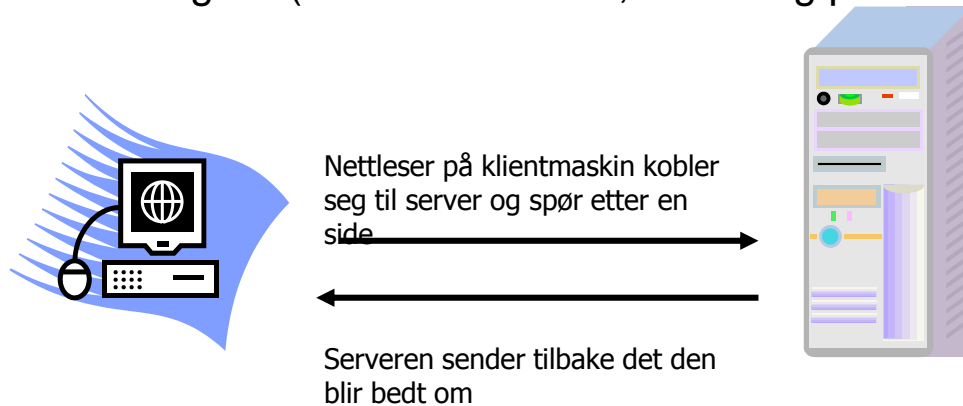 Nettleser på klientmaskin kobler
seg til server og spør etter en
side
Serveren sender tilbake det den
blir bedt om